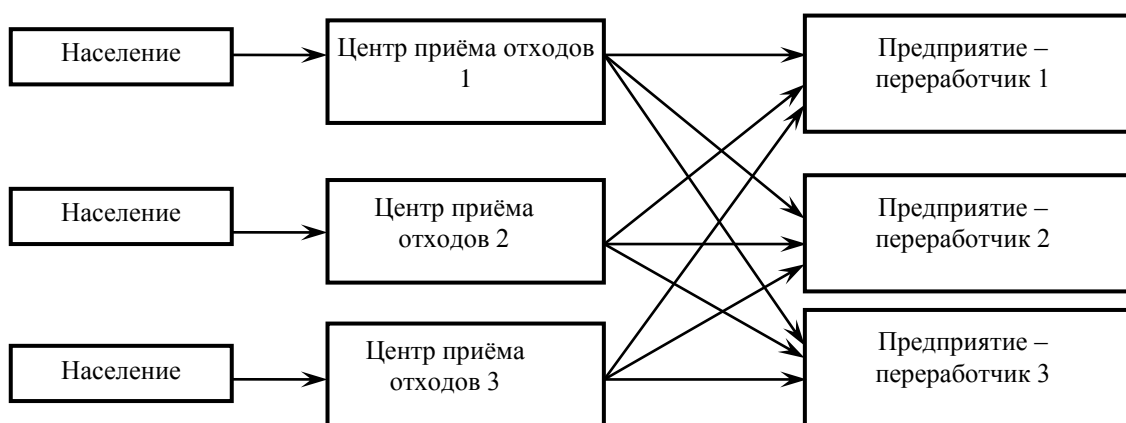 Население
Центр приёма отходов
1
Предприятие –
переработчик 1
Население
Центр приёма
отходов 2
Предприятие –
переработчик 2
Население
Центр приёма
отходов 3
Предприятие –
переработчик 3